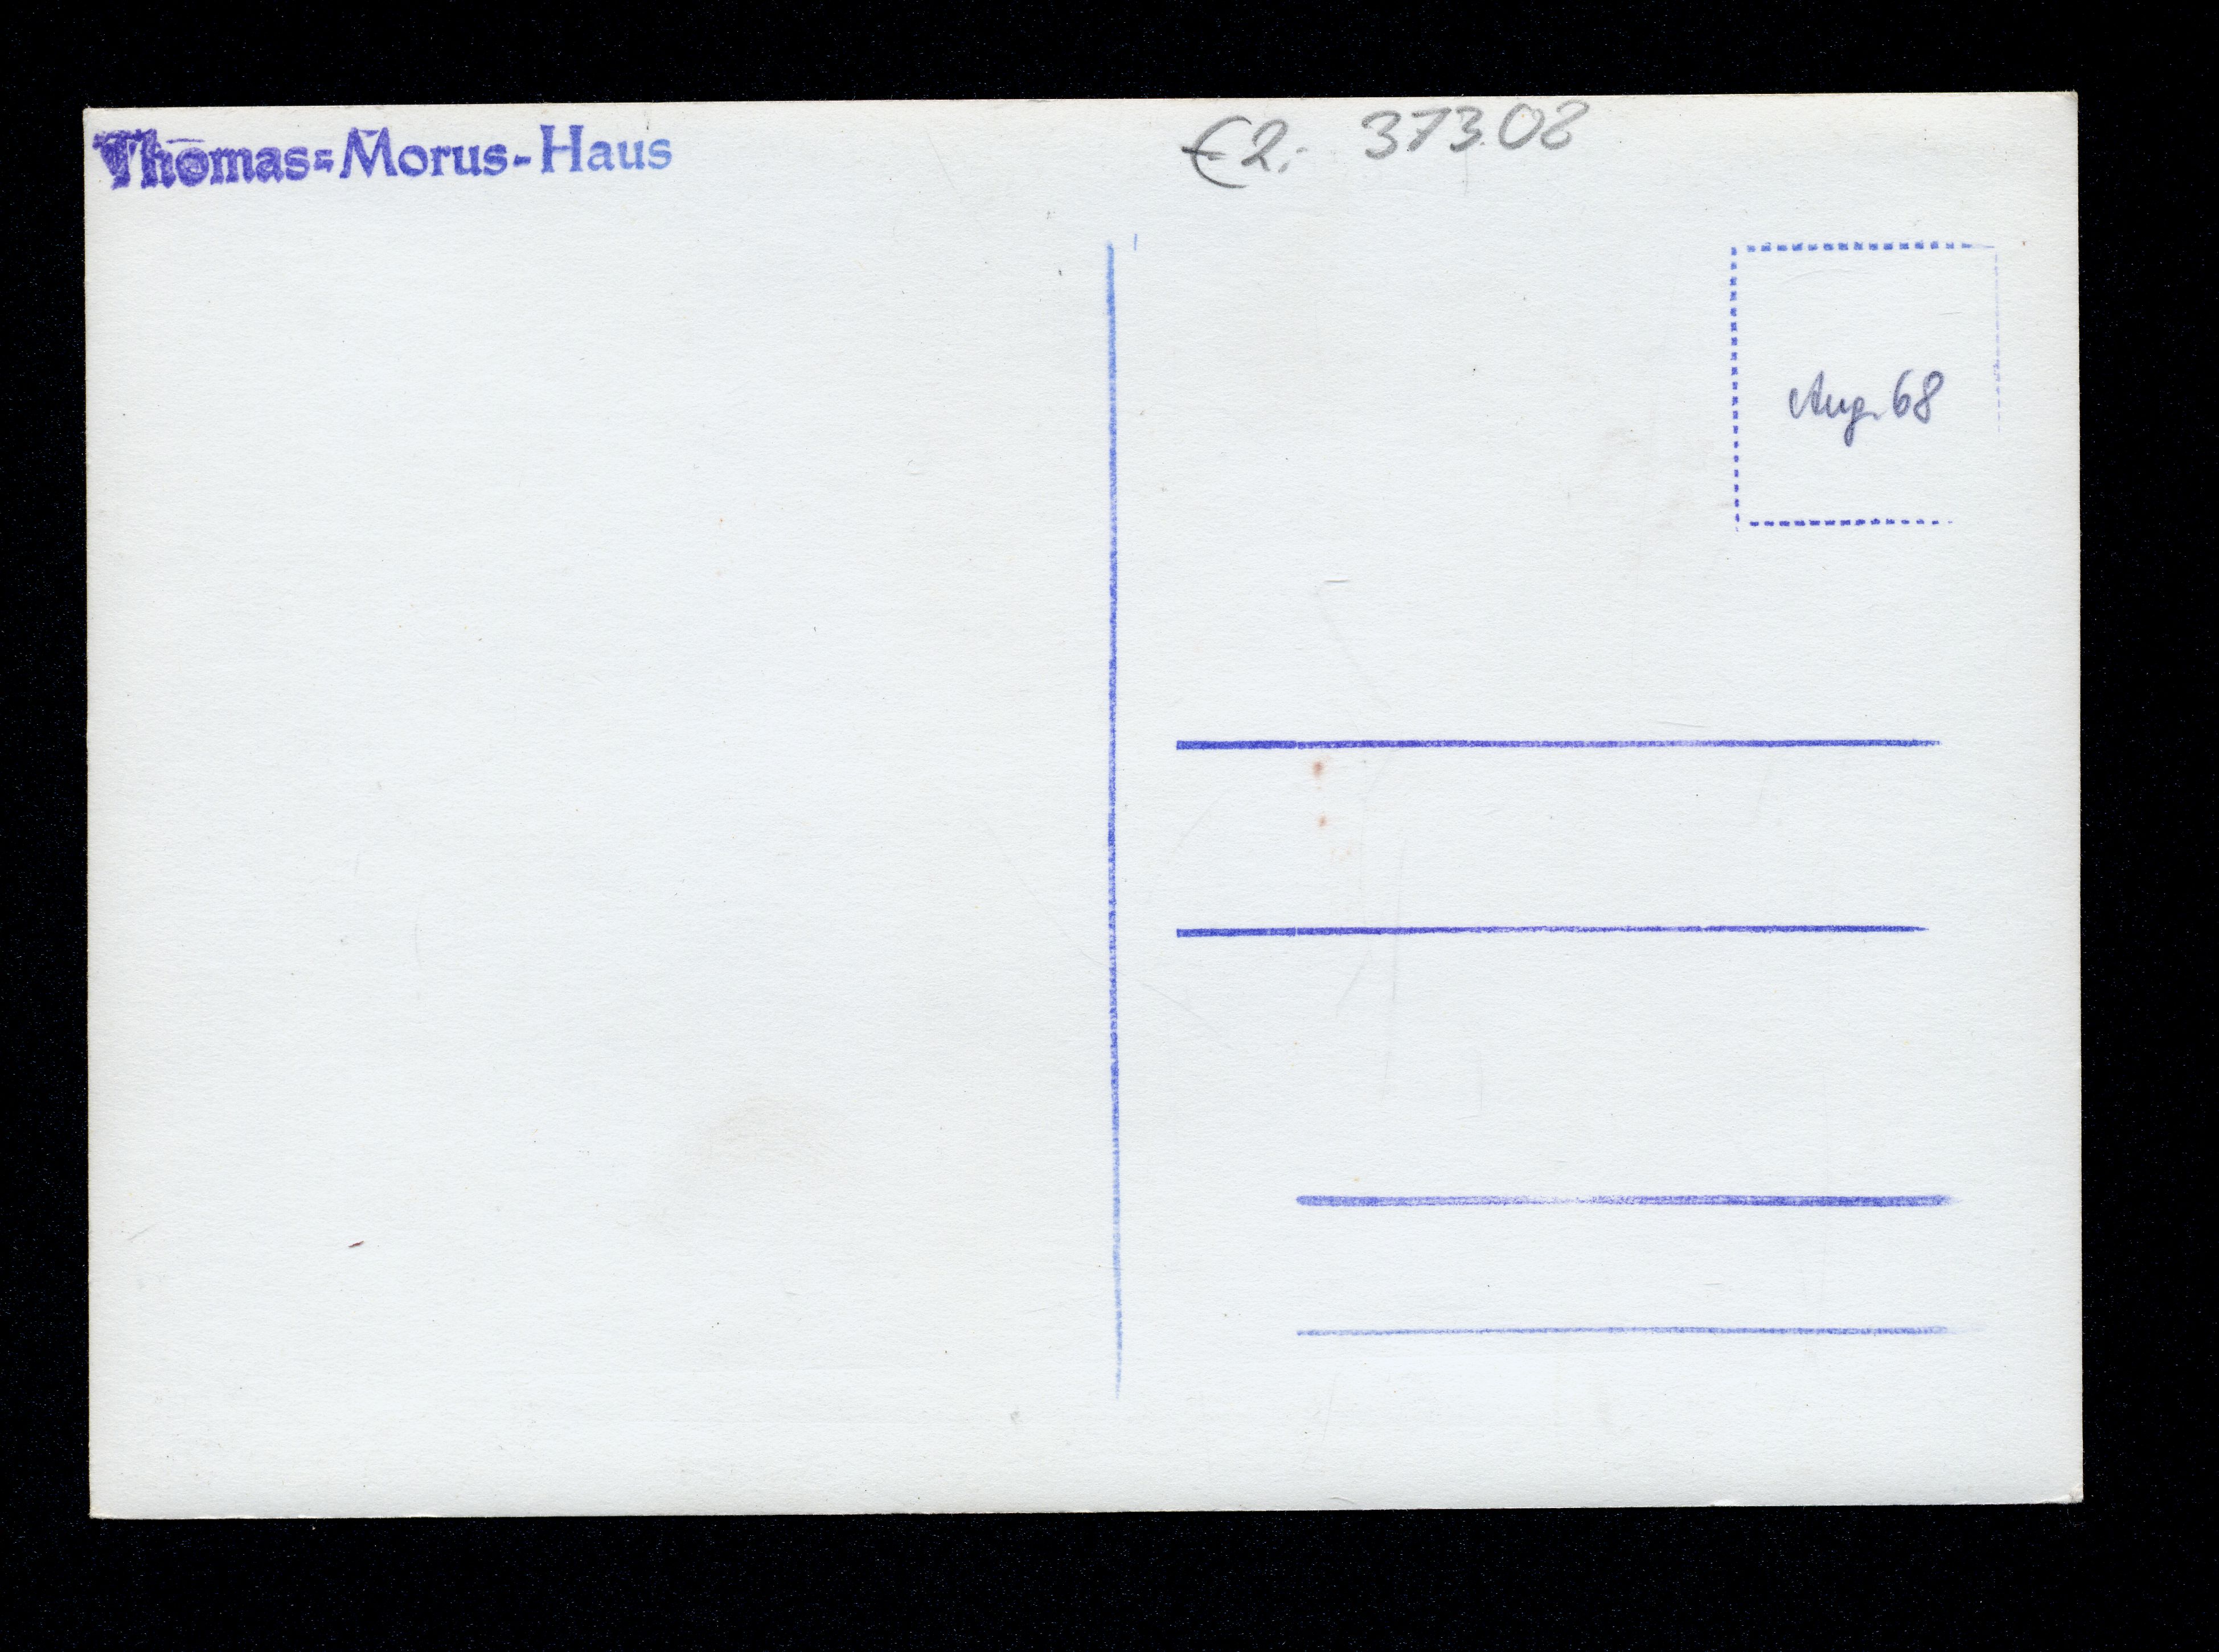 Thomas-Morus-Haus
€ 2.- 37308
Aug. 68